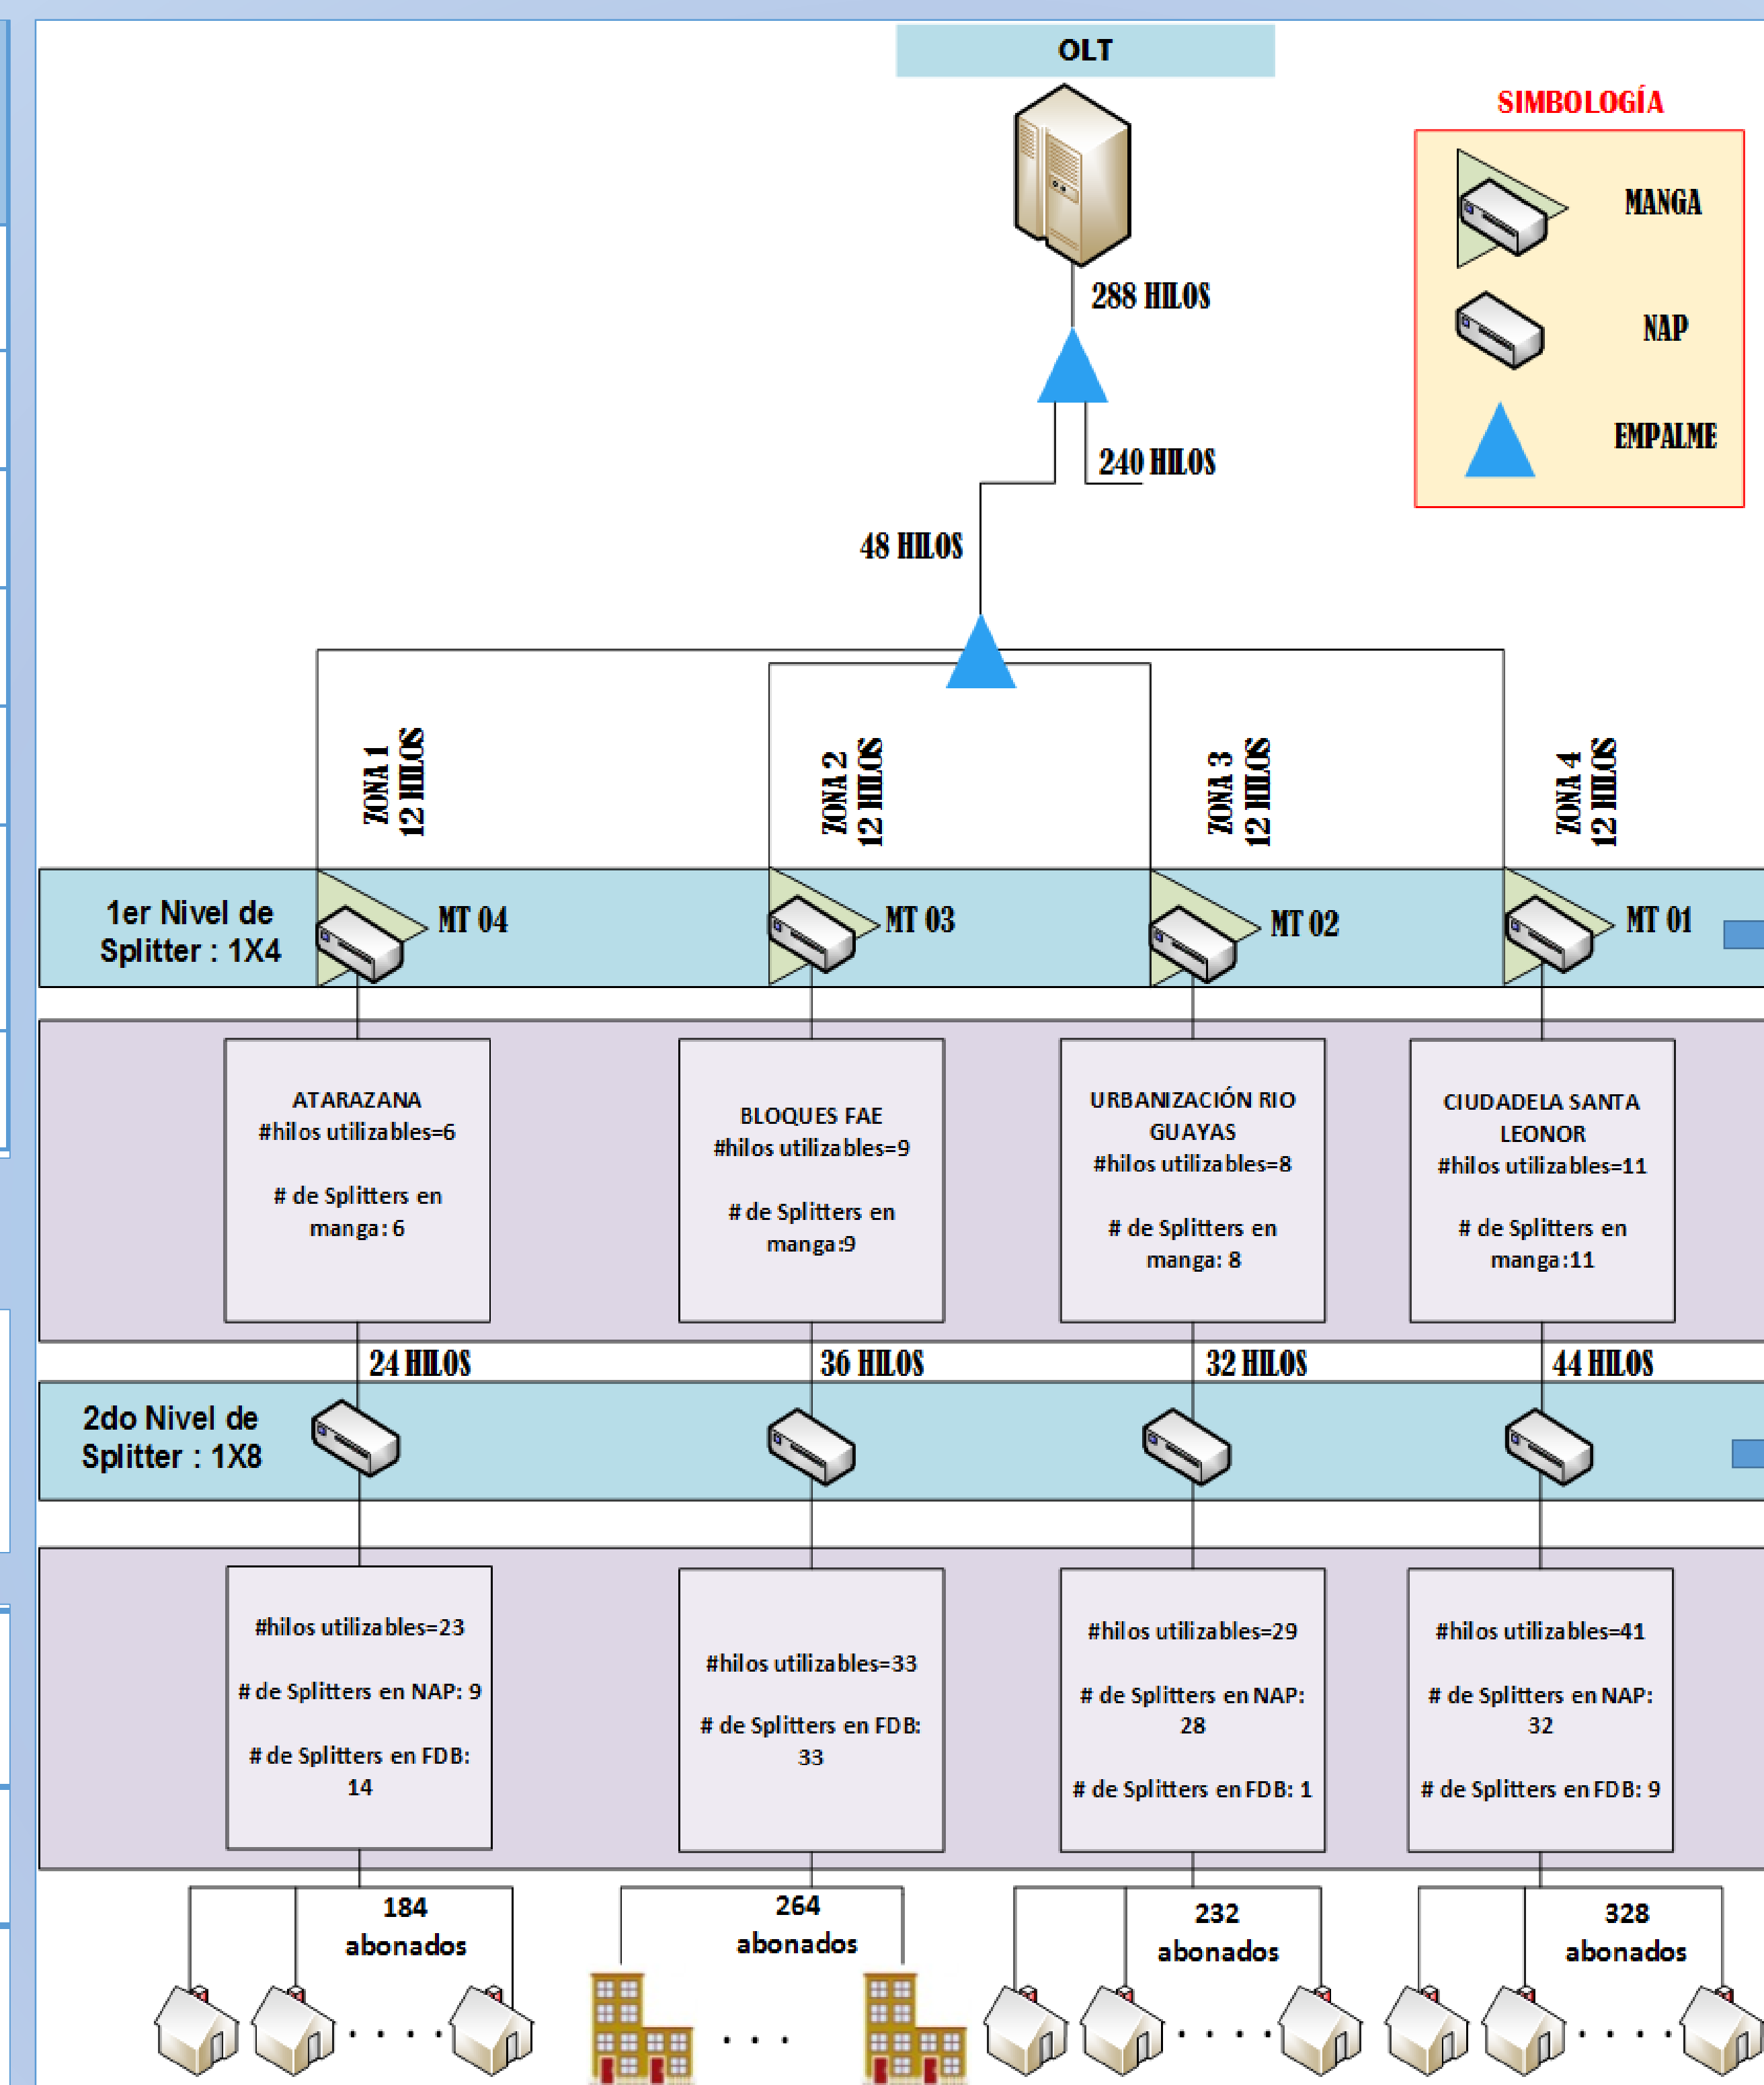 OLT
SIMBOLOGÍA
MANGA
NAP
EMPALME
288 HILOS
240 HILOS
48 HILOS
ZONA 1
12 HILOS
ZONA 2
12 HILOS
ZONA 3
12 HILOS
ZONA 4
12 HILOS
1er Nivel de
Splitter : 1X4
MT 04
MT 03
MT 02
MT 01
ATARAZANA
#hilos utilizables=6
# de Splitters en
manga: 6
BLOQUES FAE
#hilos utilizables=9
# de Splitters en
manga:9
URBANIZACIÓN RIO
GUAYAS
#hilos utilizables=8
# de Splitters en
manga: 8
CIUDADELA SANTA
LEONOR
#hilos utilizables=11
# de Splitters en
manga:11
24 HILOS
36 HILOS
32 HILOS
44 HILOS
2do Nivel de
Splitter : 1X8
#hilos utilizables=23
# de Splitters en NAP: 9
# de Splitters en FDB:
14
#hilos utilizables=33
# de Splitters en FDB:
33
#hilos utilizables=29
# de Splitters en NAP:
28
# de Splitters en FDB: 1
#hilos utilizables=41
# de Splitters en NAP:
32
# de Splitters en FDB: 9
184
abonados
264
abonados
232
abonados
328
abonados